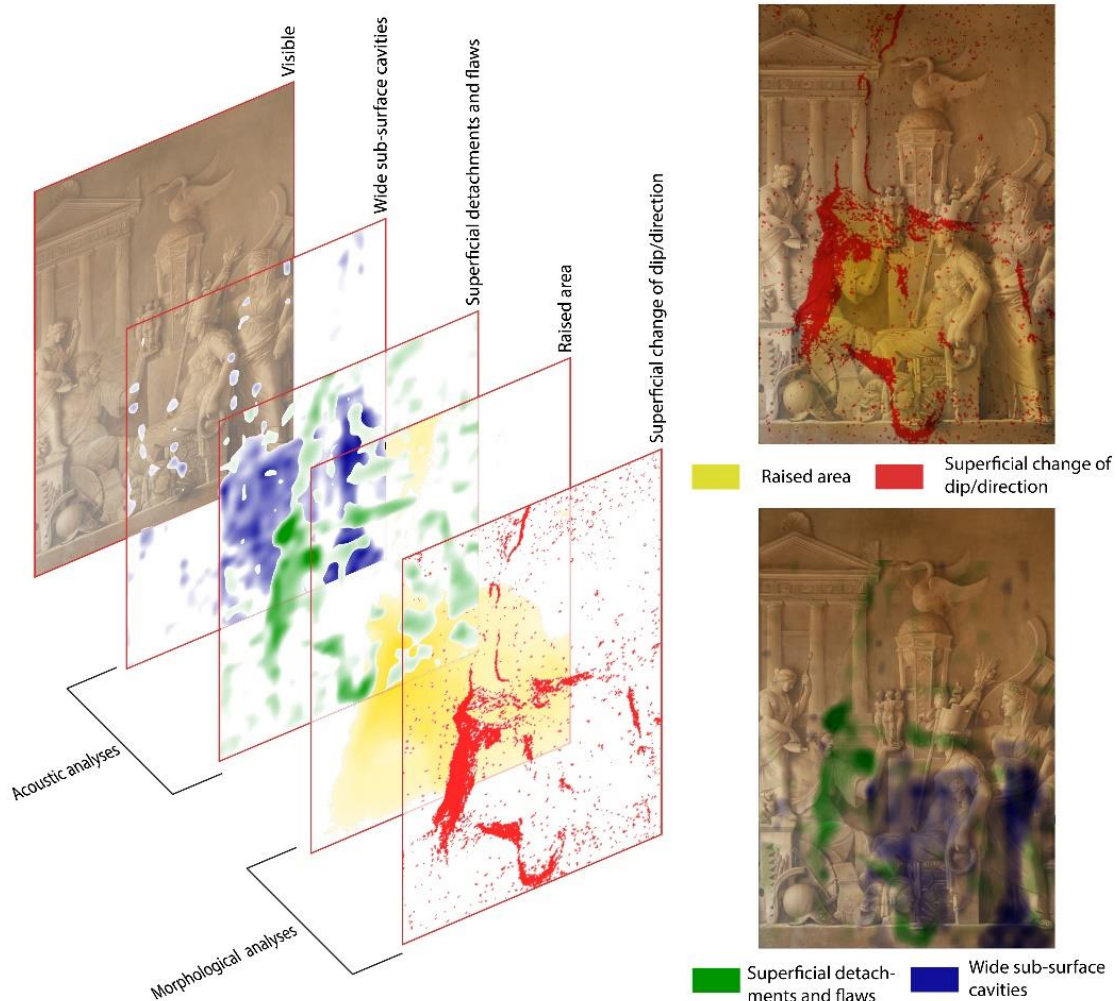 Visible
Wide sub-surface cavities
Superficial detachments and flaws
Raised area
Superficial change of dip/direction
Acoustic analyses
Morphological analyses
Raised area
Superficial change of
dip/direction
Superficial detach-
ments and flaws
Wide sub-surface
cavities